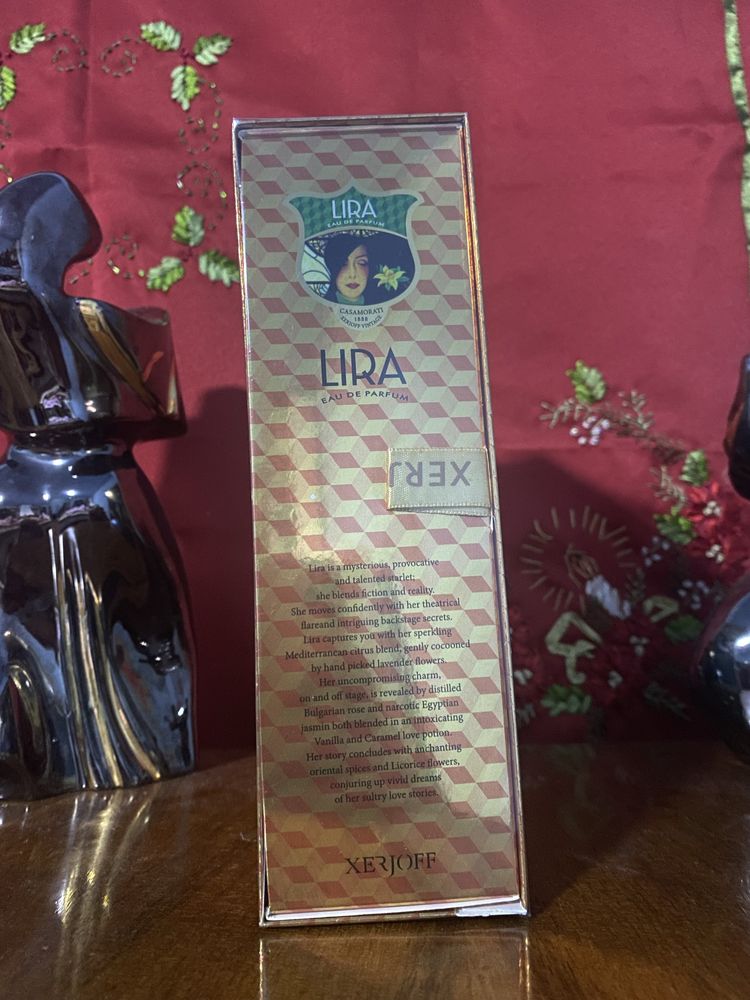 LIRA
EAU DE PARFUM
CASAMORATI
1888
XERJOFF VINTAGE
LIRA
EAU DE PARFUM
XERJ
Lira is a mysterious, provocative
and talented starlet;
she blends fiction and reality.
She moves confidently with her theatrical
flareand intriguing backstage secrets.
Lira captures you with her sperkling
Mediterranean citrus blend, gently cocooned
by hand picked lavender flowers.
Her uncompromising charm,
on and off stage, is revealed by distilled
Bulgarian rose and narcotic Egyptian
jasmin both blended in an intoxicating
Vanilla and Caramel love potion.
Her story concludes with anchanting
oriental spices and Licorice flowers,
conjuring up vivid dreams
of her sultry love stories.
XERJOFF